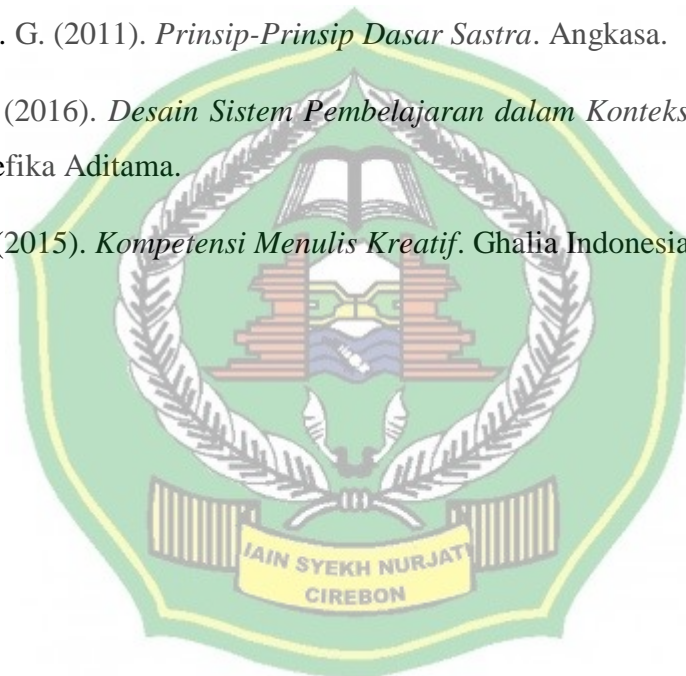 . G. (2011). Prinsip-Prinsip Dasar Sastra. Angkasa.
(2016). Desain Sistem Pembelajaran dalam Konteks
efika Aditama.
(2015). Kompetensi Menulis Kreatif. Ghalia Indonesia
IAIN SYEKH NURJATI
CIREBON